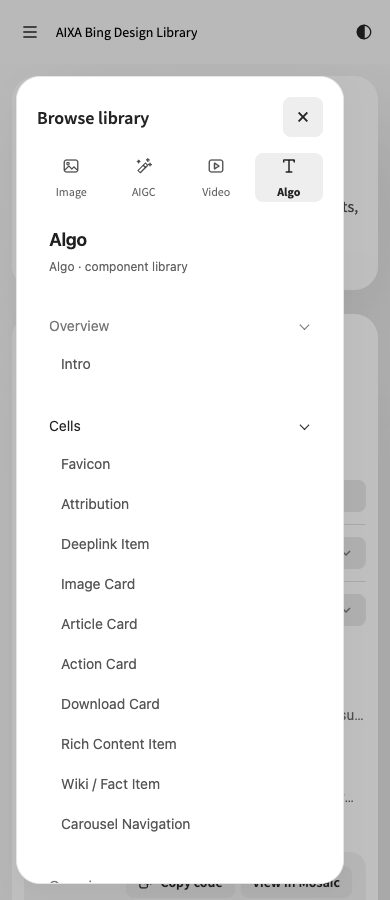 AIXA Bing Design Library
Browse library
Image
AIGC
Video
Algo
ts,
Algo
Algo · component library
Overview
Intro
Cells
Favicon
Attribution
Deeplink Item
Image Card
Article Card
Action Card
Download Card
su...
Rich Content Item
Wiki / Fact Item
Carousel Navigation
Copy code
View in Mosaic